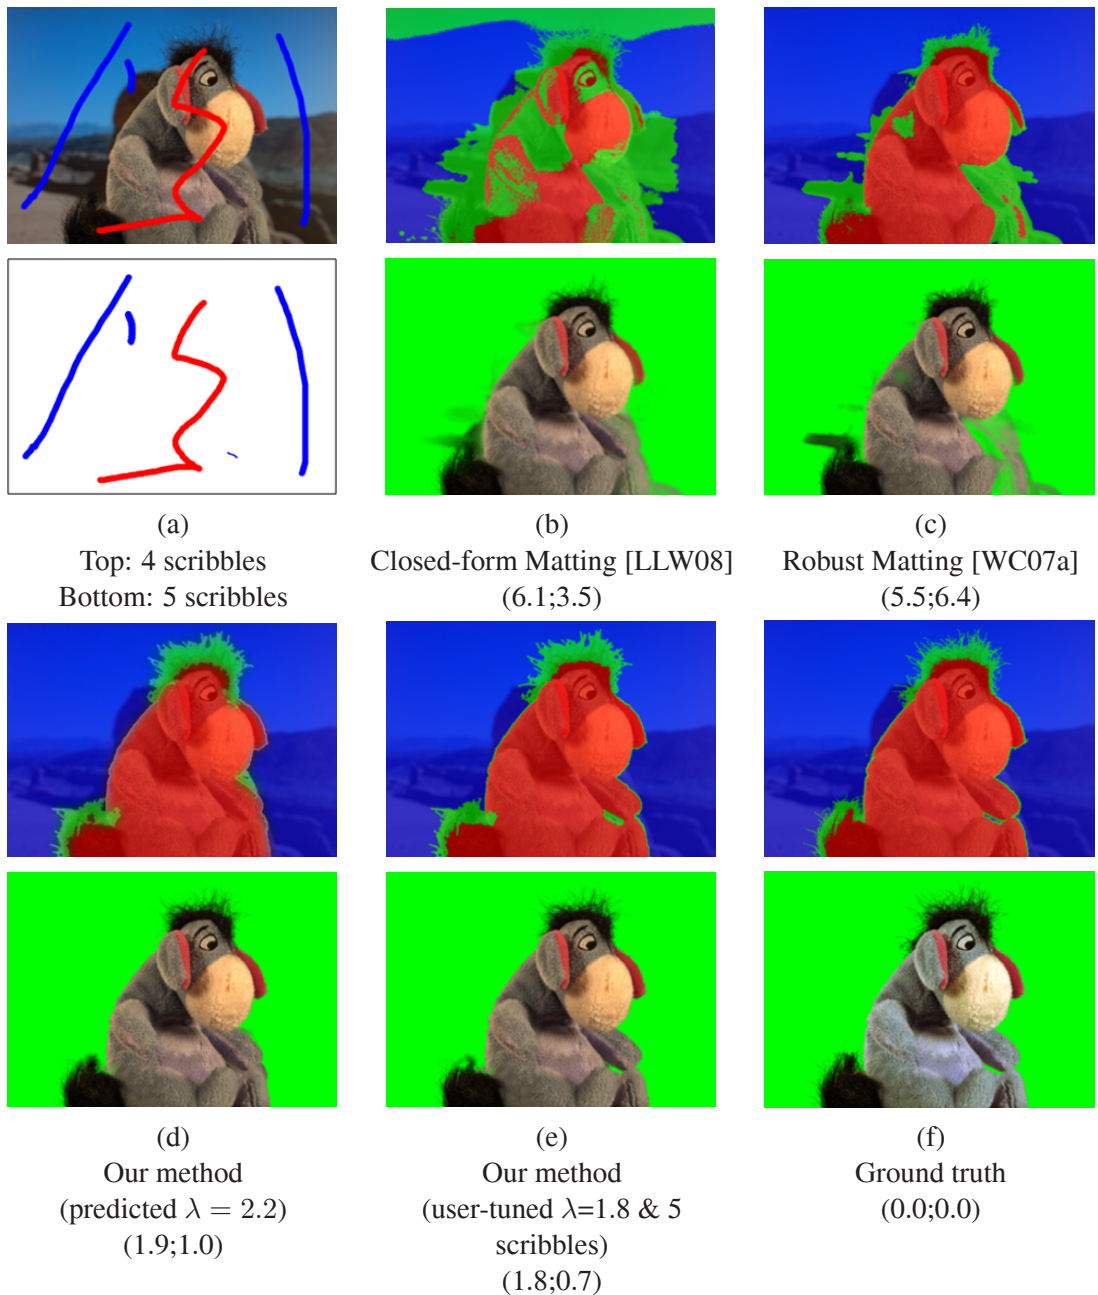 (a)
Top: 4 scribbles
Bottom: 5 scribbles
(b)
Closed-form Matting [LLW08]
(6.1;3.5)
(c)
Robust Matting [WC07a]
(5.5;6.4)
(d)
Our method
(predicted λ = 2.2)
(1.9;1.0)
(e)
Our method
(user-tuned λ=1.8 & 5
scribbles)
(1.8;0.7)
(f)
Ground truth
(0.0;0.0)